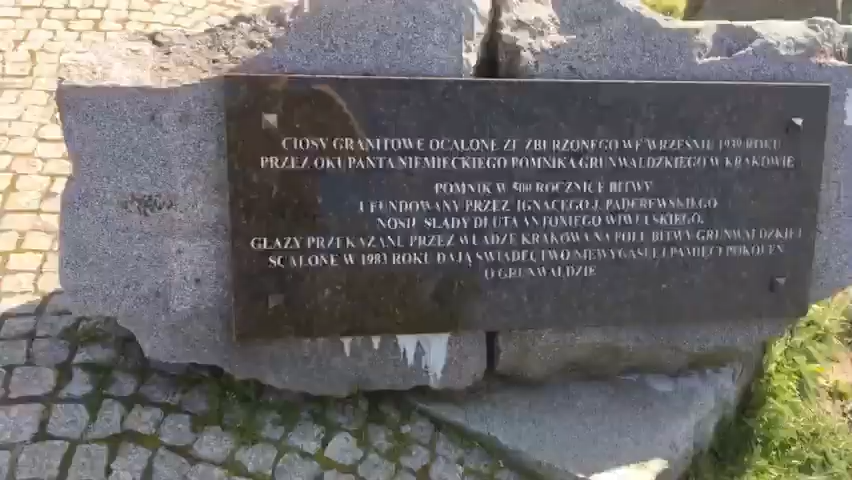 CIOSY GRANITOWE OCALONE ZE ZBURZONEGO WE WRZEŚNIU 1939 ROKU
PRZEZ OKUPANTA NIEMIECKIEGO POMNIKA GRUNWALDZKIEGO W KRAKOWIE
POMNIK W 500 ROCZNICĘ BITWY
UFUNDOWANY PRZEZ IGNACEGO J. PADEREWSKIEGO
NOSIŁ ŚLADY DŁUTA ANTONIEGO WIWULSKIEGO.
GŁAZY PRZEKAZANE PRZEZ WŁADZE KRAKOWA NA POLE BITWY GRUNWALDZKIEJ
SCALONE W 1983 ROKU DAJĄ ŚWIADECTWO NIEWYGASŁEJ PAMIĘCI POKOLEŃ
O GRUNWALDZIE